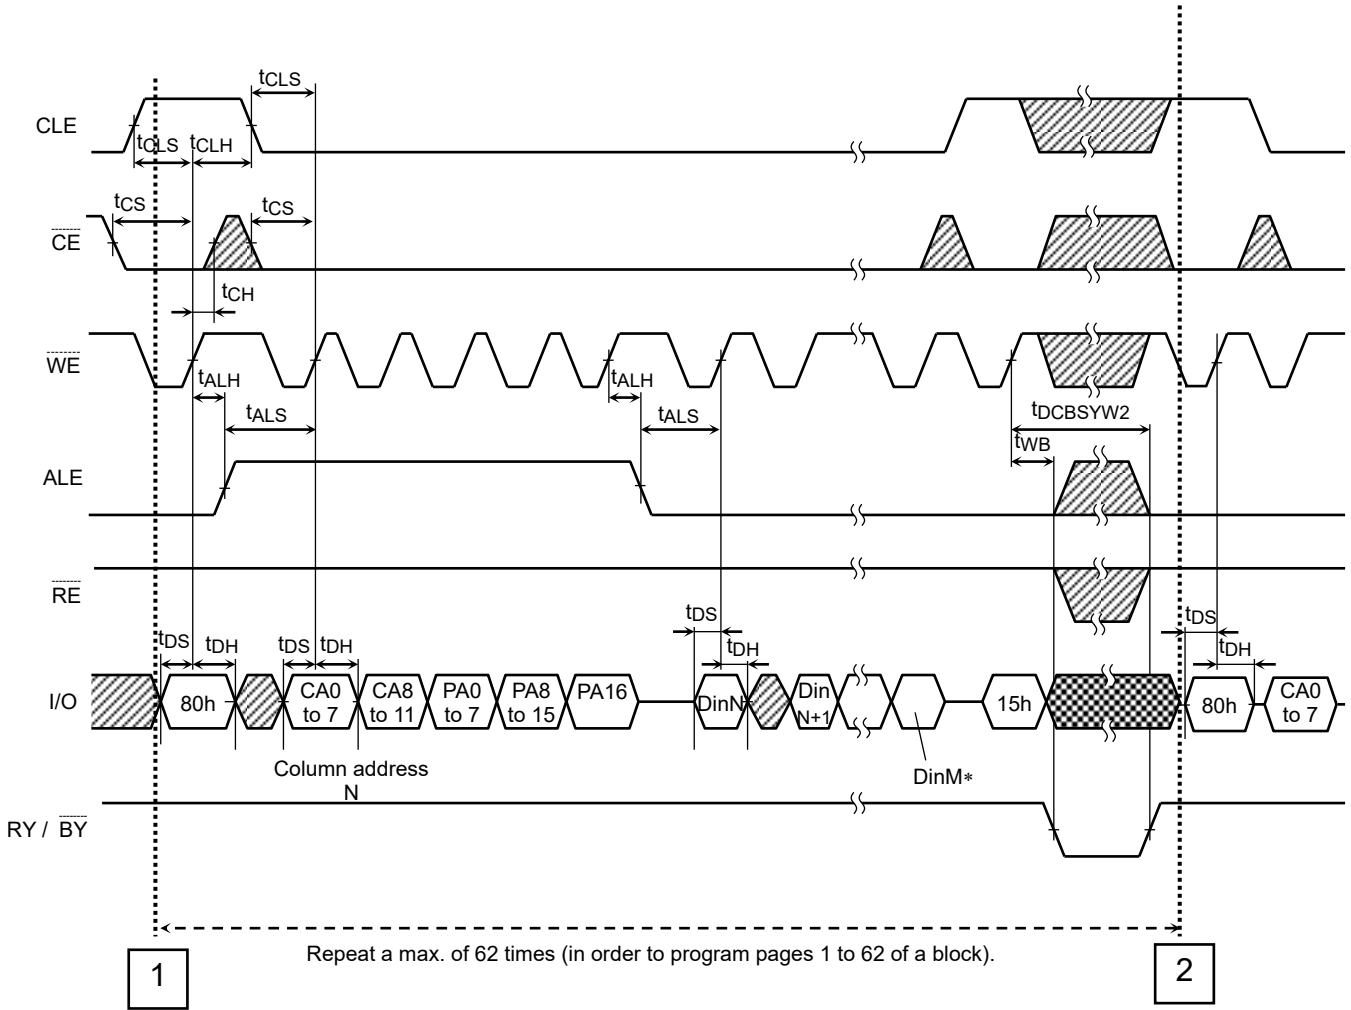 tCLS
CLE
tCLS
tCLH
tCS
tCS
CE
tCH
WE
tALH
tALH
tALS
tALS
tDCBSYW2
tWB
ALE
RE
tDS
tDH
tDS
tDH
tDS
tDH
tDS
tDH
I/O
80h
CA0
to 7
CA8
to 11
PA0
to 7
PA8
to 15
PA16
DinN
Din
N+1
15h
80h
CA0
to 7
Column address
N
DinM*
RY / BY
Repeat a max. of 62 times (in order to program pages 1 to 62 of a block).
1
2